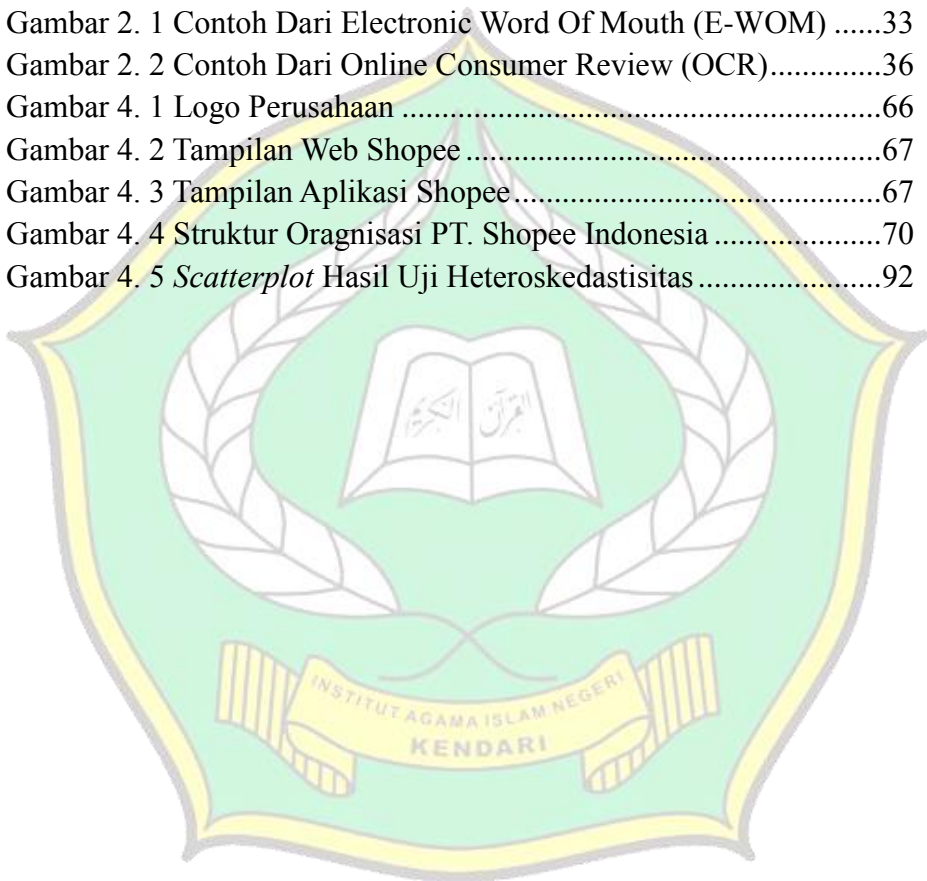 Gambar 2. 1 Contoh Dari Electronic Word Of Mouth (E-WOM) ......33
Gambar 2. 2 Contoh Dari Online Consumer Review (OCR)..............36
Gambar 4. 1 Logo Perusahaan ...............................................................66
Gambar 4. 2 Tampilan Web Shopee ......................................................67
Gambar 4. 3 Tampilan Aplikasi Shopee................................................67
Gambar 4. 4 Struktur Oragnisasi PT. Shopee Indonesia .....................70
Gambar 4. 5 Scatterplot Hasil Uji Heteroskedastisitas .......................92
القرآن الكريم
INSTITUT AGAMA ISLAM NEGERI
KENDARI